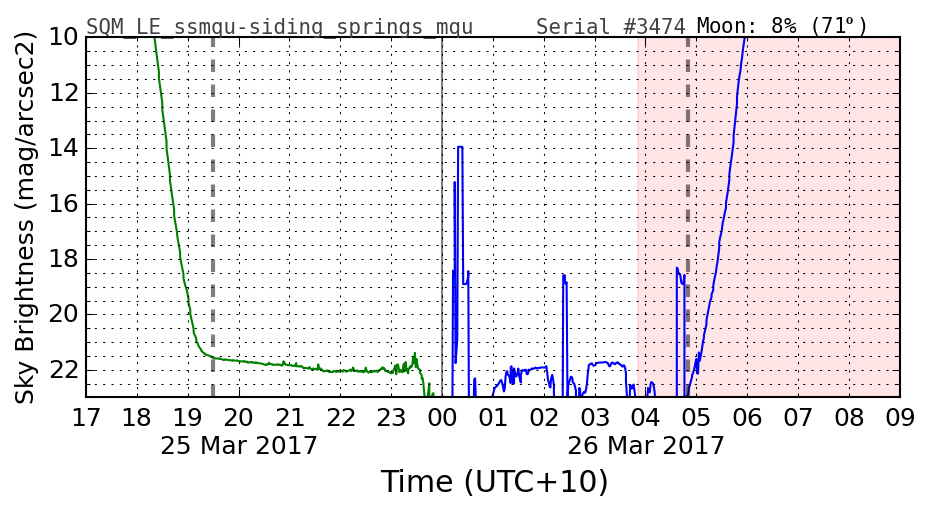 SQM_LE_ssmqu-siding_springs_mqu Serial #3474 Moon: 8% (71°)
Sky Brightness (mag/arcsec2)
10
12
14
16
18
20
22
17 18 19 20 21 22 23 00 01 02 03 04 05 06 07 08 09
25 Mar 2017 26 Mar 2017
Time (UTC+10)